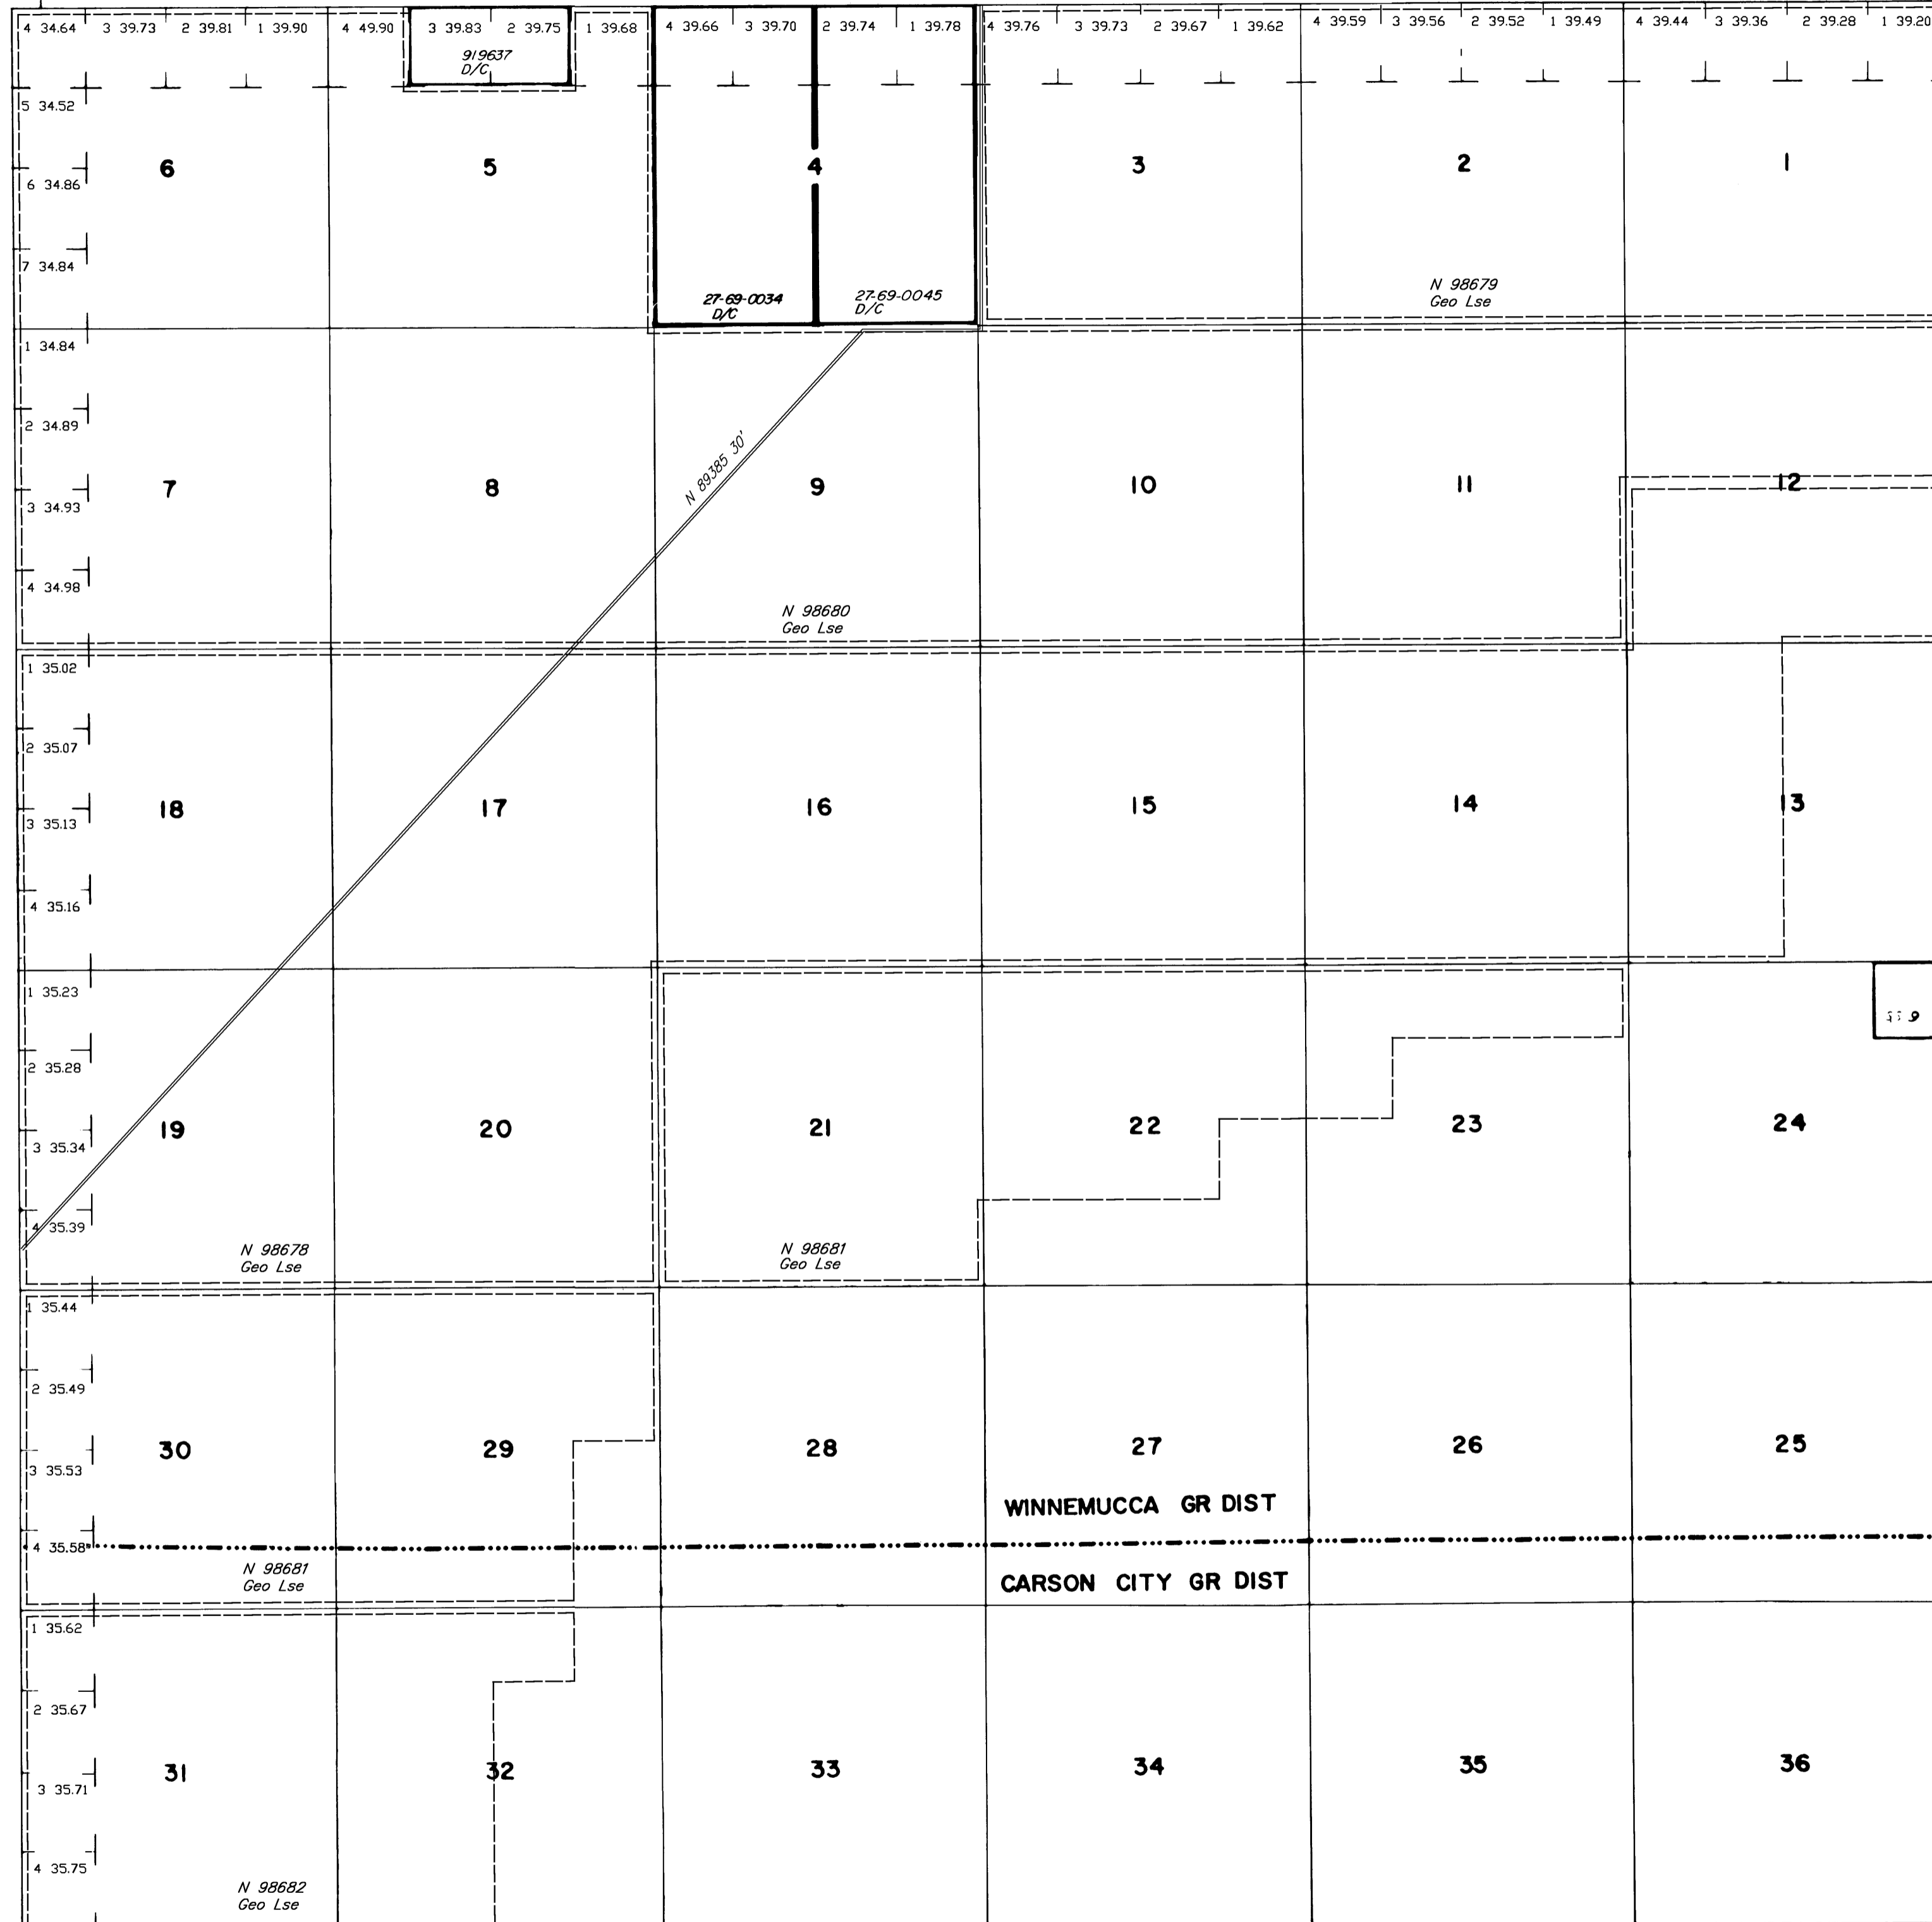 4 34.64 3 39.73 2 39.81 1 39.90 4 49.90 3 39.83 2 39.75 1 39.68 4 39.66 3 39.70 2 39.74 1 39.78 4 39.76 3 39.73 2 39.67 1 39.62 4 39.59 3 39.56 2 39.52 1 39.49 4 39.44 3 39.36 2 39.28 1 39.20
919637
D/C
5 34.52
6 5 4 3 2 1
6 34.86
7 34.84
27-69-0034
D/C
27-69-0045
D/C
N 98679
Geo Lse
1 34.84
2 34.89
N 89385 30'
7 8 9 10 11 12
3 34.93
4 34.98
N 98680
Geo Lse
1 35.02
2 35.07
18 17 16 15 14 13
3 35.13
4 35.16
1 35.23
2 35.28
19 20 21 22 23 24
3 35.34
4 35.39
N 98678
Geo Lse
N 98681
Geo Lse
1 35.44
2 35.49
30 29 28 27 26 25
3 35.53
WINNEMUCCA GR DIST
4 35.58
N 98681
Geo Lse
CARSON CITY GR DIST
1 35.62
2 35.67
31 32 33 34 35 36
3 35.71
4 35.75
N 98682
Geo Lse